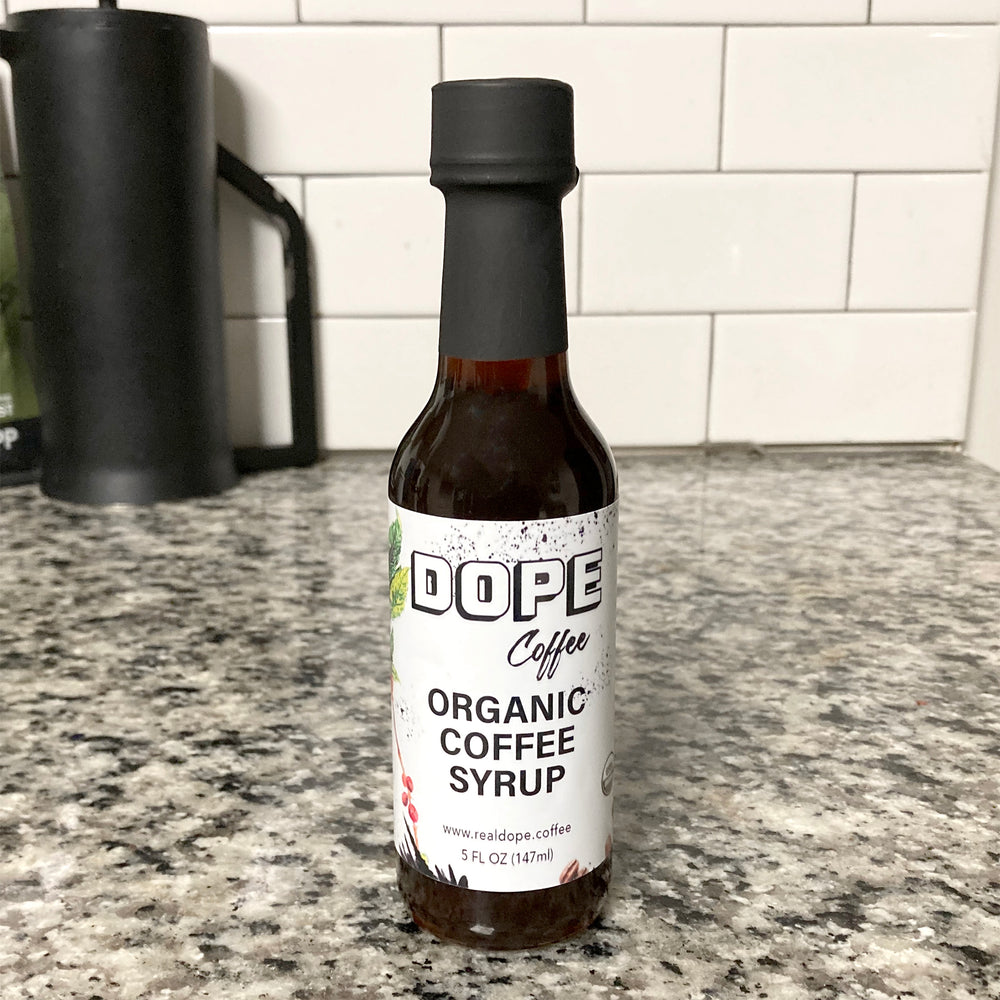 DOPE
Coffee
ORGANIC
COFFEE
SYRUP
www.realdope.coffee
5 FL OZ (147ml)